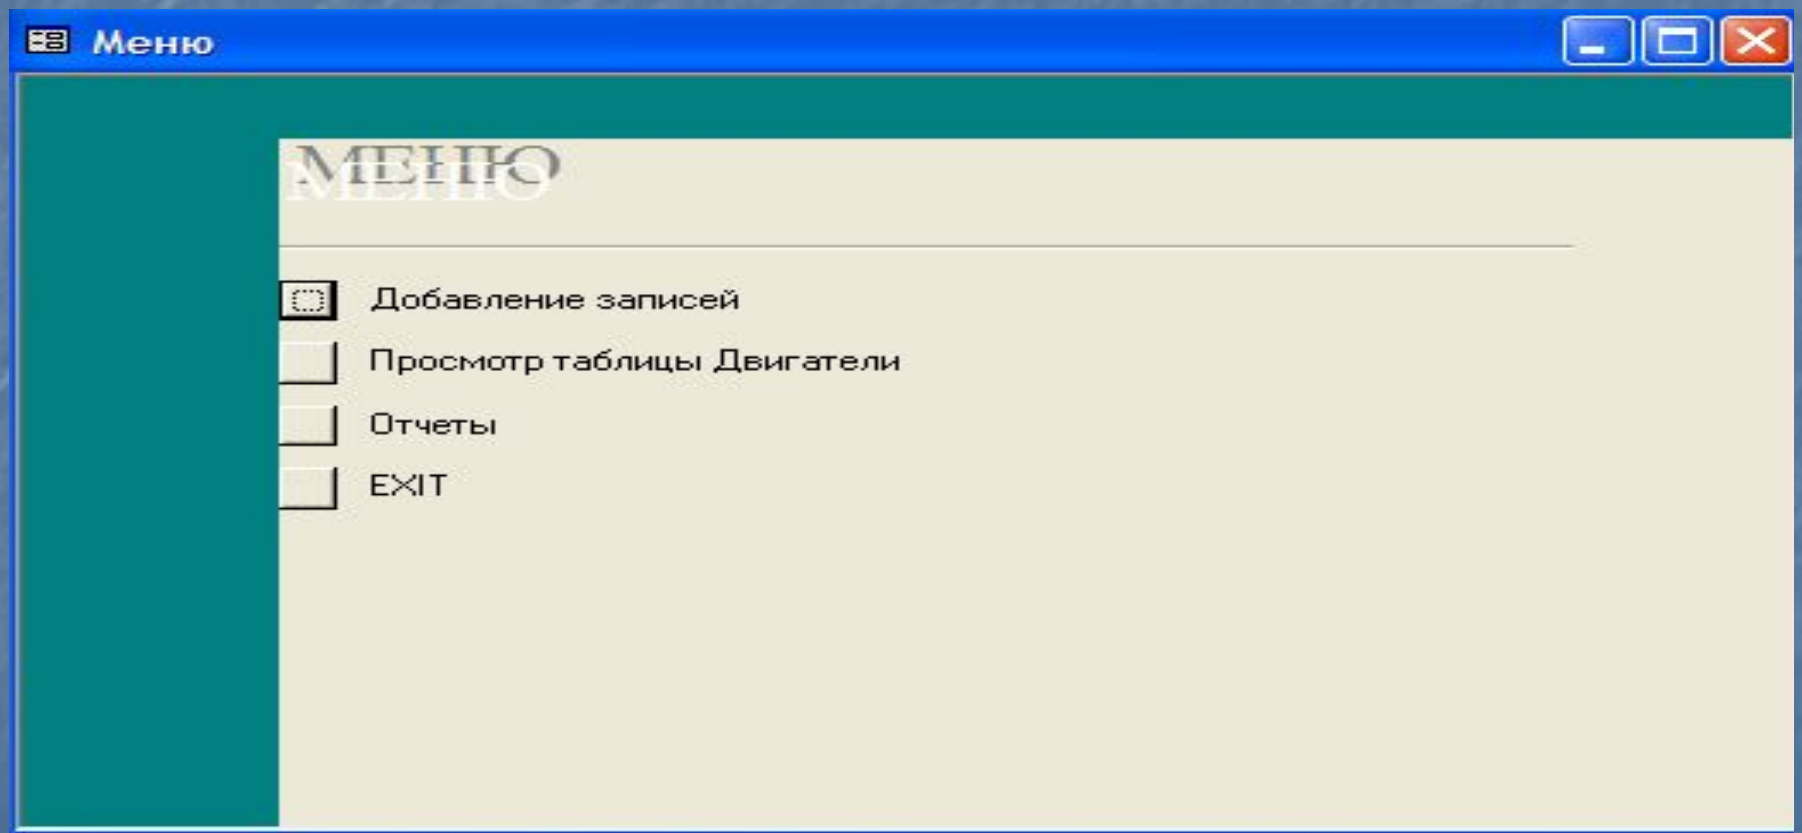 Меню
МЕНЮ
Добавление записей
Просмотр таблицы Двигатели
Отчеты
EXIT